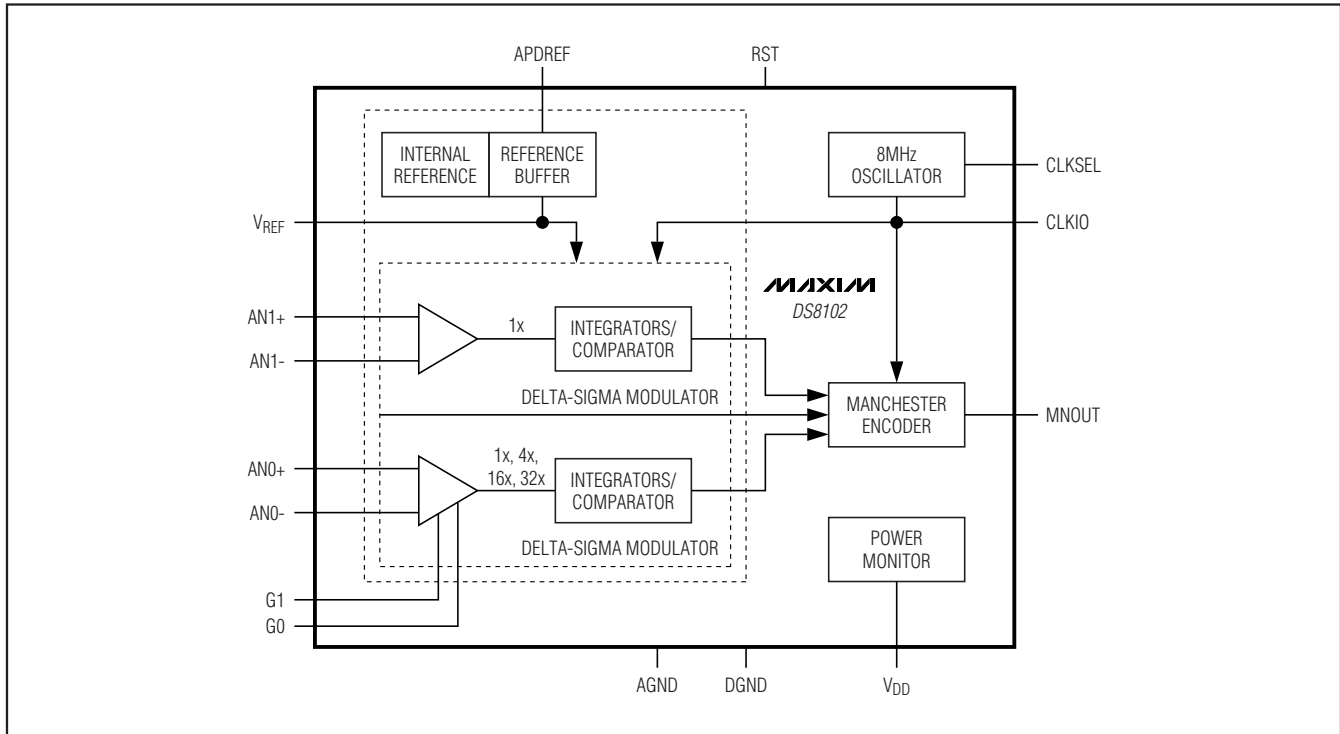 APDREF
RST
INTERNAL
REFERENCE
REFERENCE
BUFFER
8MHz
OSCILLATOR
CLKSEL
VREF
CLKIO
MAXIM
DS8102
AN1+
AN1-
1x
INTEGRATORS/
COMPARATOR
DELTA-SIGMA MODULATOR
MANCHESTER
ENCODER
MNOUT
AN0+
AN0-
1x, 4x,
16x, 32x
INTEGRATORS/
COMPARATOR
DELTA-SIGMA MODULATOR
POWER
MONITOR
G1
G0
AGND
DGND
VDD